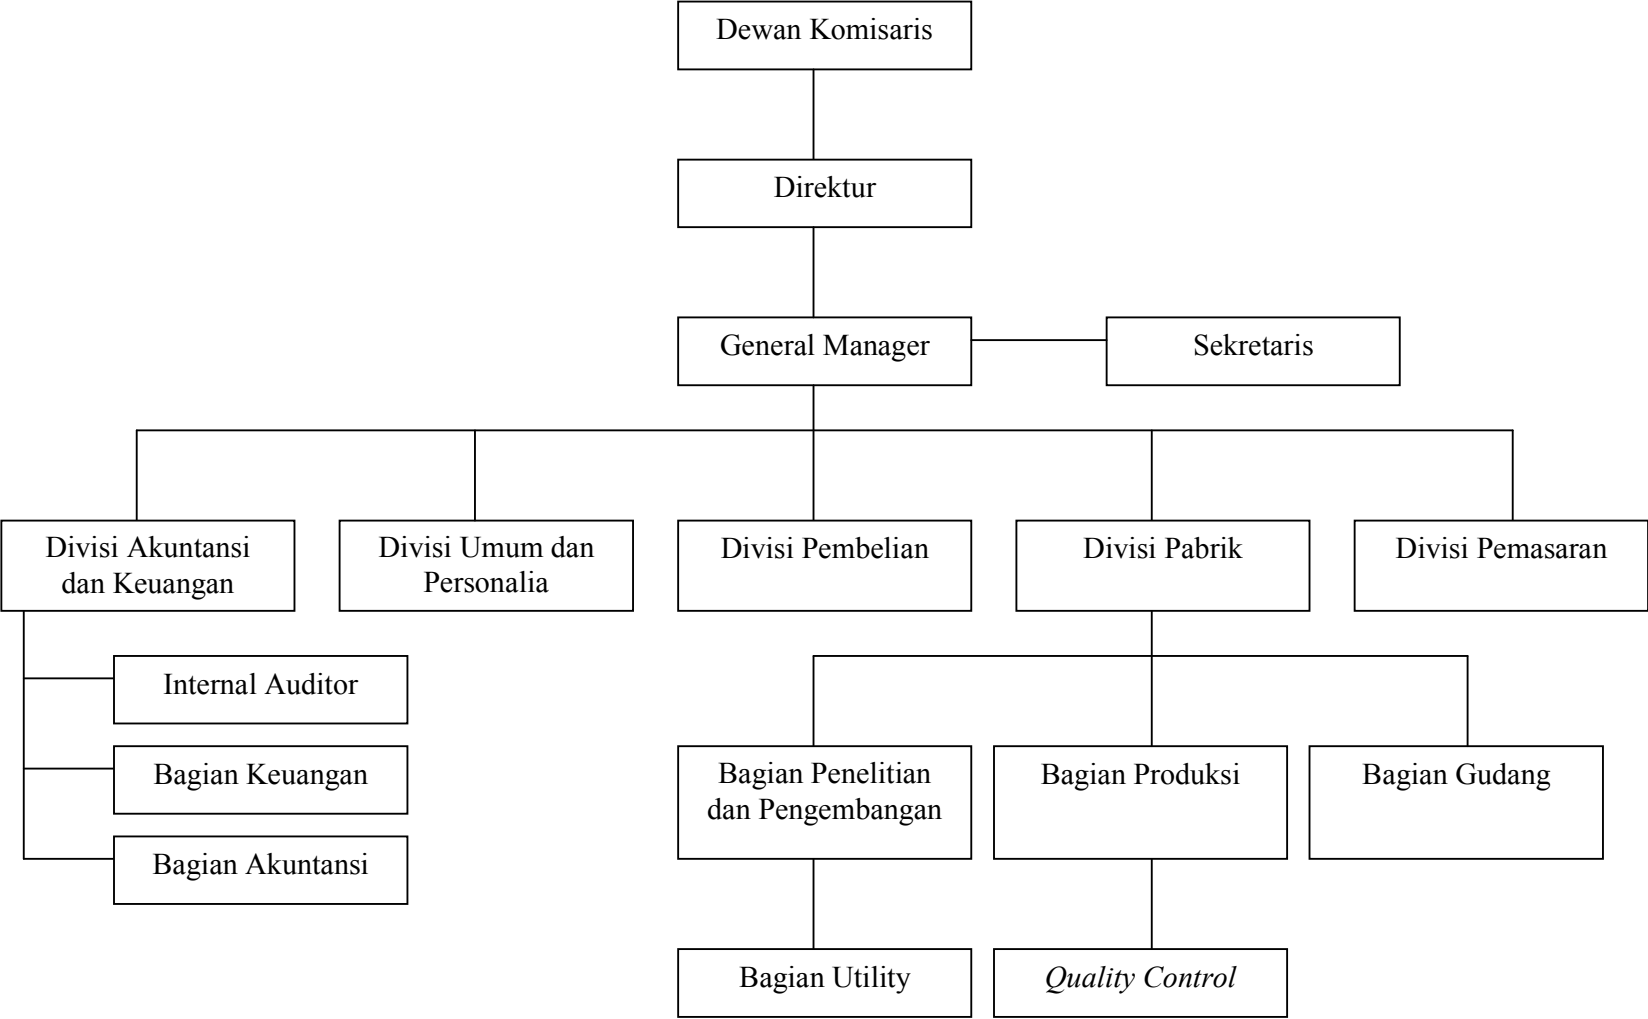 Dewan Komisaris
Direktur
General Manager
Sekretaris
Divisi Akuntansi
dan Keuangan
Divisi Umum dan
Personalia
Divisi Pembelian
Divisi Pabrik
Divisi Pemasaran
Internal Auditor
Bagian Keuangan
Bagian Akuntansi
Bagian Penelitian
dan Pengembangan
Bagian Produksi
Bagian Gudang
Bagian Utility
Quality Control